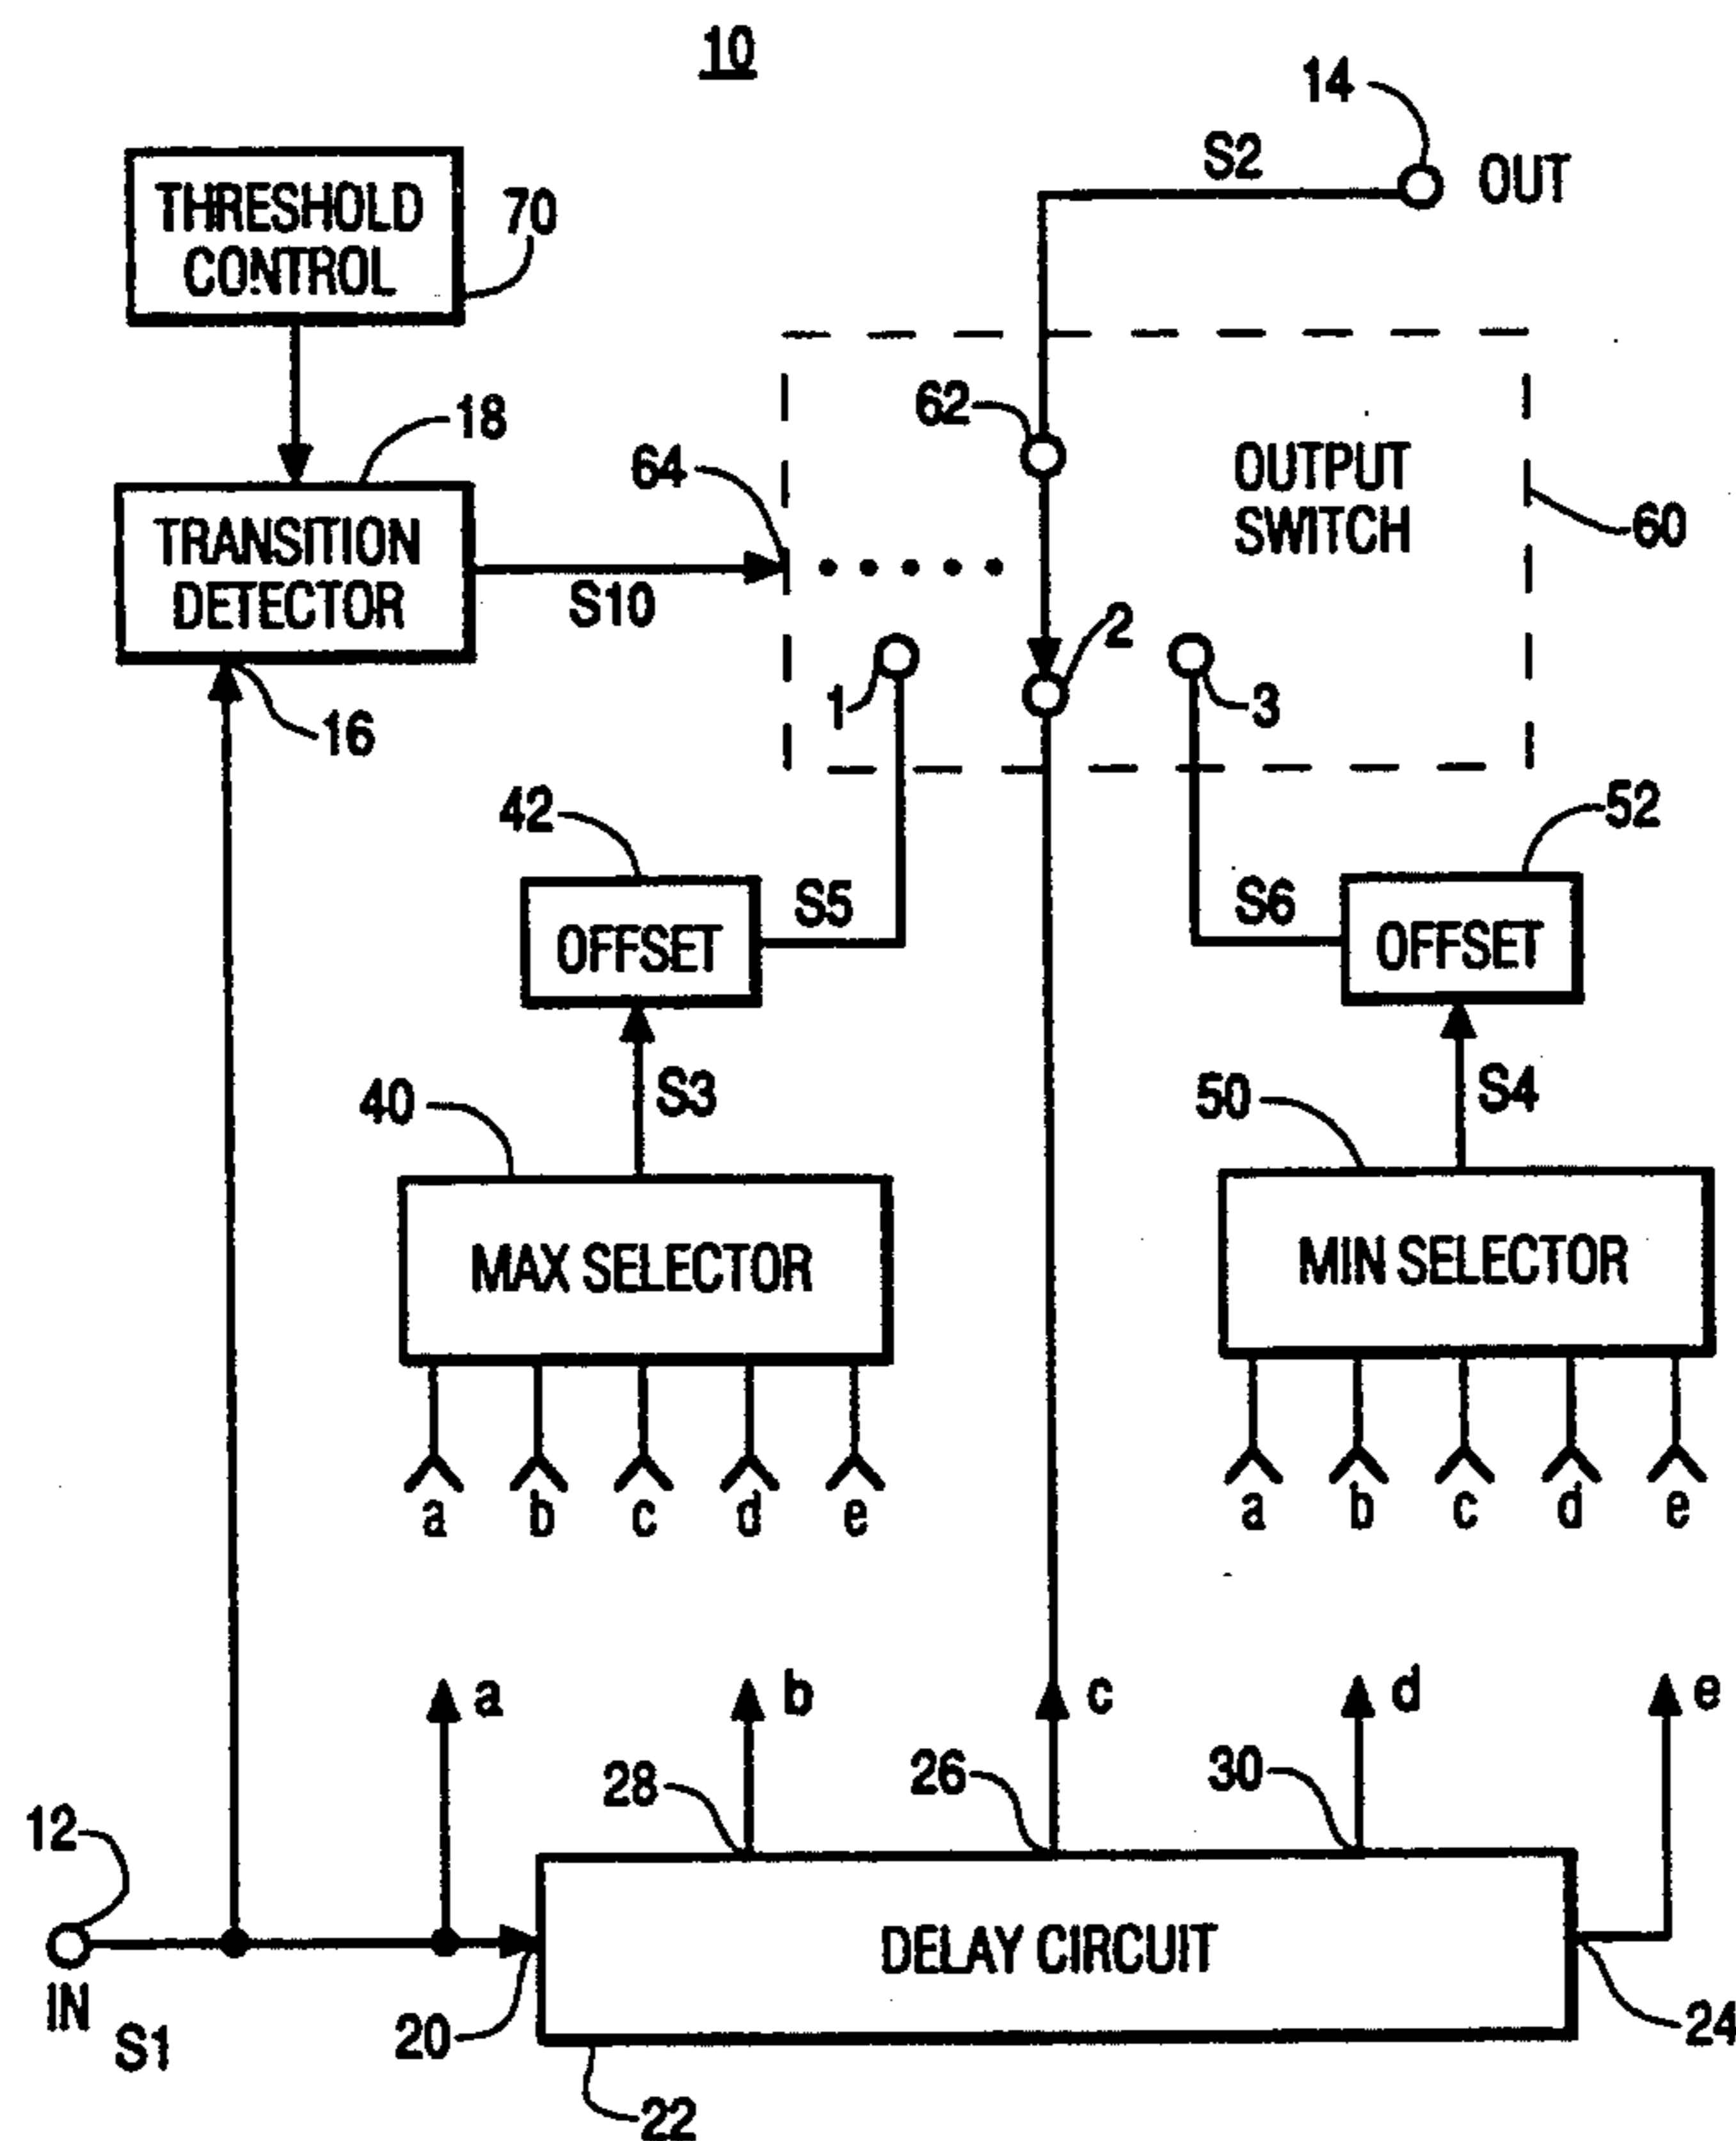 10
14
S2
OUT
THRESHOLD
CONTROL
70
62
18
64
OUTPUT
SWITCH
60
TRANSITION
DETECTOR
S10
2
1
3
16
42
52
S5
S6
OFFSET
OFFSET
40
S3
50
S4
MAX SELECTOR
MIN SELECTOR
a b c d e
a b c d e
a
b
c
d
e
28
26
30
12
DELAY CIRCUIT
IN
S1
20
24
22